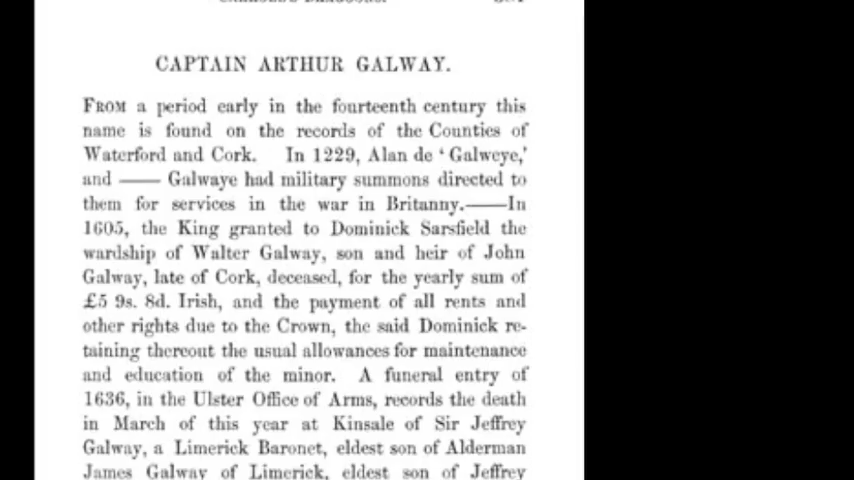 CAPTAIN ARTHUR GALWAY.
FROM a period early in the fourteenth century this
name is found on the records of the Counties of
Waterford and Cork. In 1229, Alan de ‘Galweye,’
and —— Galwaye had military summons directed to
them for services in the war in Britanny.——In
1605, the King granted to Dominick Sarsfield the
wardship of Walter Galway, son and heir of John
Galway, late of Cork, deceased, for the yearly sum of
£5 9s. 8d. Irish, and the payment of all rents and
other rights due to the Crown, the said Dominick re-
taining thereout the usual allowances for maintenance
and education of the minor. A funeral entry of
1636, in the Ulster Office of Arms, records the death
in March of this year at Kinsale of Sir Jeffrey
Galway, a Limerick Baronet, eldest son of Alderman
James Galway of Limerick, eldest son of Jeffrey